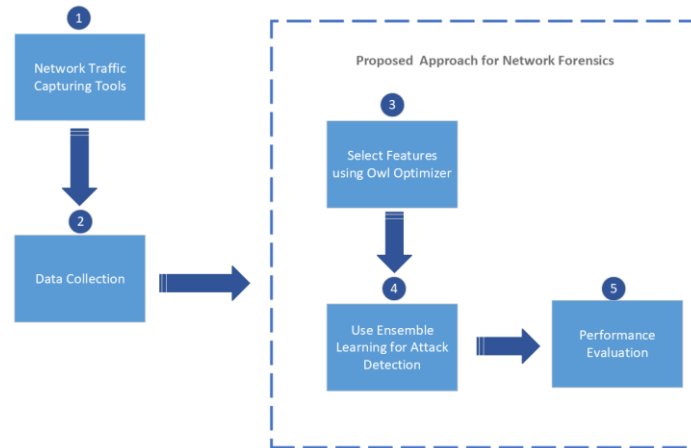 1
Network Traffic
Capturing Tools
2
Data Collection
Proposed Approach for Network Forensics
3
Select Features
using Owl Optimizer
4
Use Ensemble
Learning for Attack
Detection
5
Performance
Evaluation